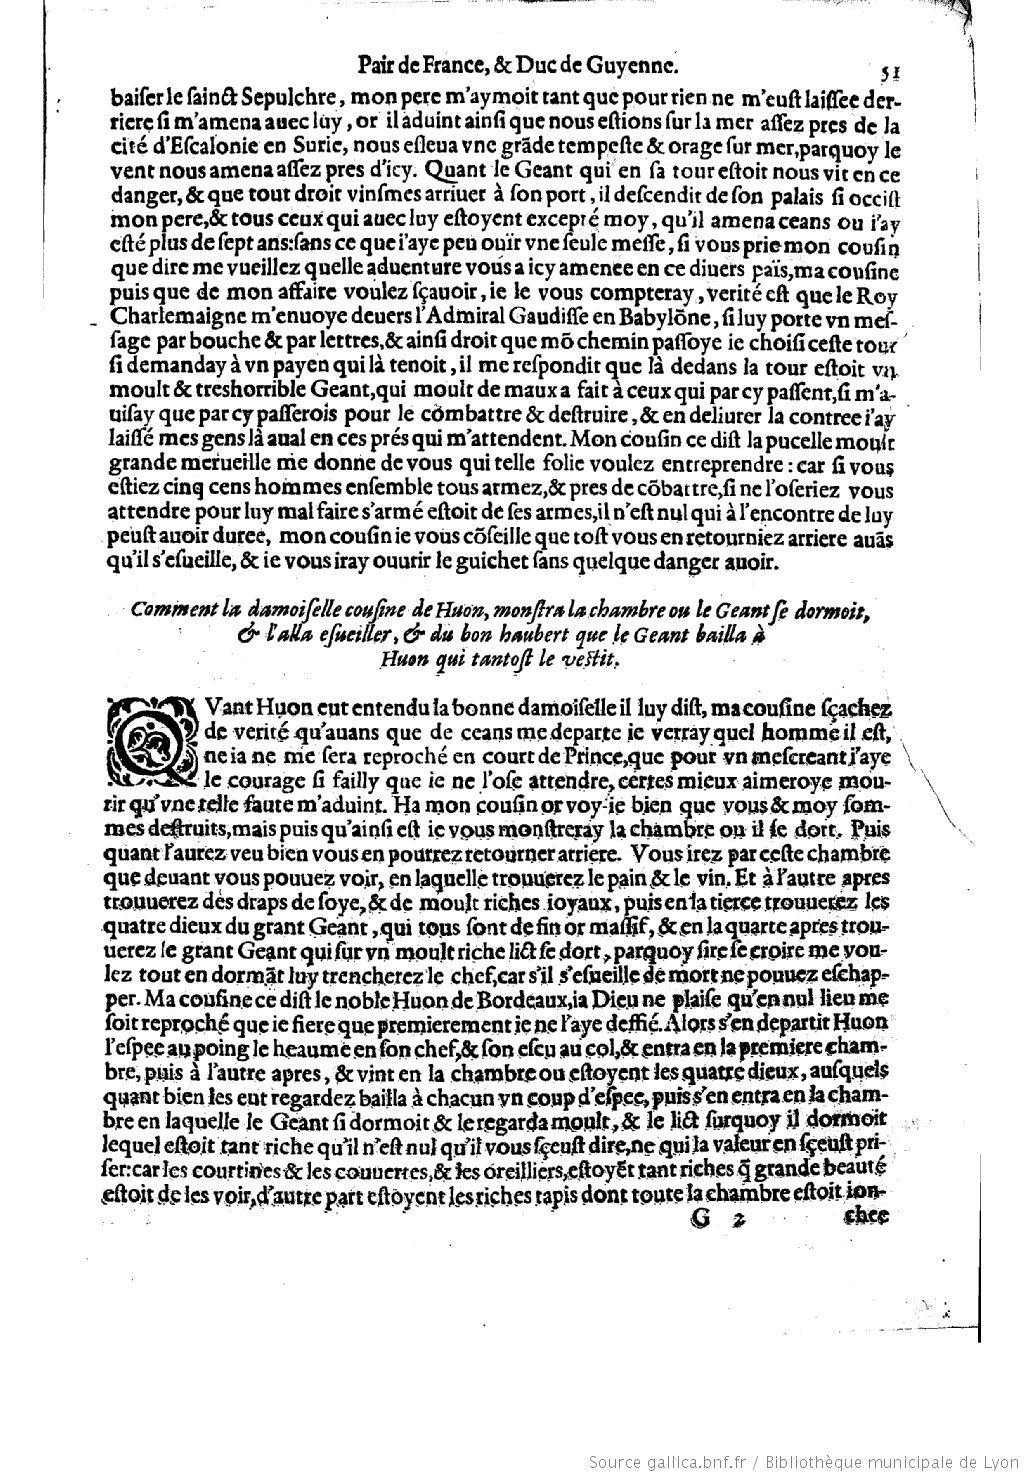 Pair de France, & Duc de Guyenne.
51
baiſer le ſainct Sepulchre, mon pere m'aymoit tant que pour rien ne m'euſt laiſſee der-
riere ſi m'amena auec luy, or il aduint ainſi que nous eſtions ſur la mer aſſez pres de la
cité d'Eſcalonie en Surie, nous eſleua vne grãde tempeſte & orage ſur mer, parquoy le
vent nous amena aſſez pres d'icy. Quant le Geant qui en ſa tour eſtoit nous vit en ce
danger, & que tout droit vinſmes arriuer à ſon port, il deſcendit de ſon palais ſi occiſt
mon pere, & tous ceux qui auec luy eſtoyent excepté moy, qu'il amena ceans ou i'ay
eſté plus de ſept ans: ſans ce que i'aye peu ouïr vne ſeule meſſe, ſi vous prie mon couſin
que dire me vueillez quelle aduenture vous a icy amenee en ce diuers païs, ma couſine
puis que de mon affaire voulez ſçauoir, ie le vous compteray, verité eſt que le Roy
Charlemaigne m'enuoye deuers l'Admiral Gaudiſſe en Babylõne, ſi luy porte vn meſ-
ſage par bouche & par lettres, & ainſi droit que mõ chemin paſſoye ie choiſi ceſte tour
ſi demanday à vn payen qui là tenoit, il me reſpondit que là dedans la tour eſtoit vn
moult & treshorrible Geant, qui moult de maux a fait à ceux qui par cy paſſent, ſi m'a-
uiſay que par cy paſſerois pour le combattre & deſtruire, & en deliurer la contree i'ay
laiſſé mes gens là aual en ces prés qui m'attendent. Mon couſin ce diſt la pucelle moult
grande merueille me donne de vous qui telle folie voulez entreprendre: car ſi vous
eſtiez cinq cens hommes enſemble tous armez, & pres de cõbattre, ſi ne l'oſeriez vous
attendre pour luy mal faire s'armé eſtoit de ſes armes, il n'eſt nul qui à l'encontre de luy
peuſt auoir duree, mon couſin ie vous cõſeille que toſt vous en retourniez arriere auãs
qu'il s'eſueille, & ie vous iray ouurir le guichet ſans quelque danger auoir.
Comment la damoiſelle couſine de Huon, monſtra la chambre ou le Geant ſe dormoit,
& l'alla eſueiller, & du bon haubert que le Geant bailla à
Huon qui tantoſt le veſtit.
QVant Huon eut entendu la bonne damoiſelle il luy diſt, ma couſine ſçachez
de verité qu'auans que de ceans me departe ie verray quel homme il eſt,
ne ia ne me ſera reproché en court de Prince, que pour vn meſcreant i'aye
le courage ſi failly que ie ne l'oſe attendre, certes mieux aimeroye mou-
rir qu'vne telle faute m'aduint. Ha mon couſin or voy-ie bien que vous & moy ſom-
mes deſtruits, mais puis qu'ainſi eſt ie vous monſtreray la chambre ou il ſe dort. Puis
quant l'aurez veu bien vous en pourrez retourner arriere. Vous irez par ceſte chambre
que deuant vous pouuez voir, en laquelle trouuerez le pain & le vin. Et à l'autre apres
trouuerez des draps de ſoye, & de moult riches ioyaux, puis en la tierce trouuerez les
quatre dieux du grant Geant, qui tous ſont de fin or maſſif, & en la quarte apres trou-
uerez le grant Geant qui ſur vn moult riche lict ſe dort, parquoy ſire ſe croire me vou-
lez tout en dormãt luy trencherez le chef, car s'il s'eſueille de mort ne pouuez eſchap-
per. Ma couſine ce diſt le noble Huon de Bordeaux, ia Dieu ne plaiſe qu'en nul lieu me
ſoit reproché que ie fiere que premierement ie ne l'aye deffié. Alors s'en departit Huon
l'eſpee au poing le heaume en ſon chef, & ſon eſcu au col, & entra en la premiere cham-
bre, puis à l'autre apres, & vint en la chambre ou eſtoyent les quatre dieux, auſquels
quant bien les eut regardez bailla à chacun vn coup d'eſpee, puis s'en entra en la cham-
bre en laquelle le Geant ſi dormoit & le regarda moult, & le lict ſurquoy il dormoit
lequel eſtoit tant riche qu'il n'eſt nul qu'il vous ſçeuſt dire, ne qui la valeur en ſçeuſt pri-
ſer: car les courtines & les couuertes, & les oreilliers, eſtoyẽt tant riches q̃ grande beauté
eſtoit de les voir, d'autre part eſtoyent les riches tapis dont toute la chambre eſtoit ion-
G 2 chee
Source gallica.bnf.fr / Bibliothèque municipale de Lyon